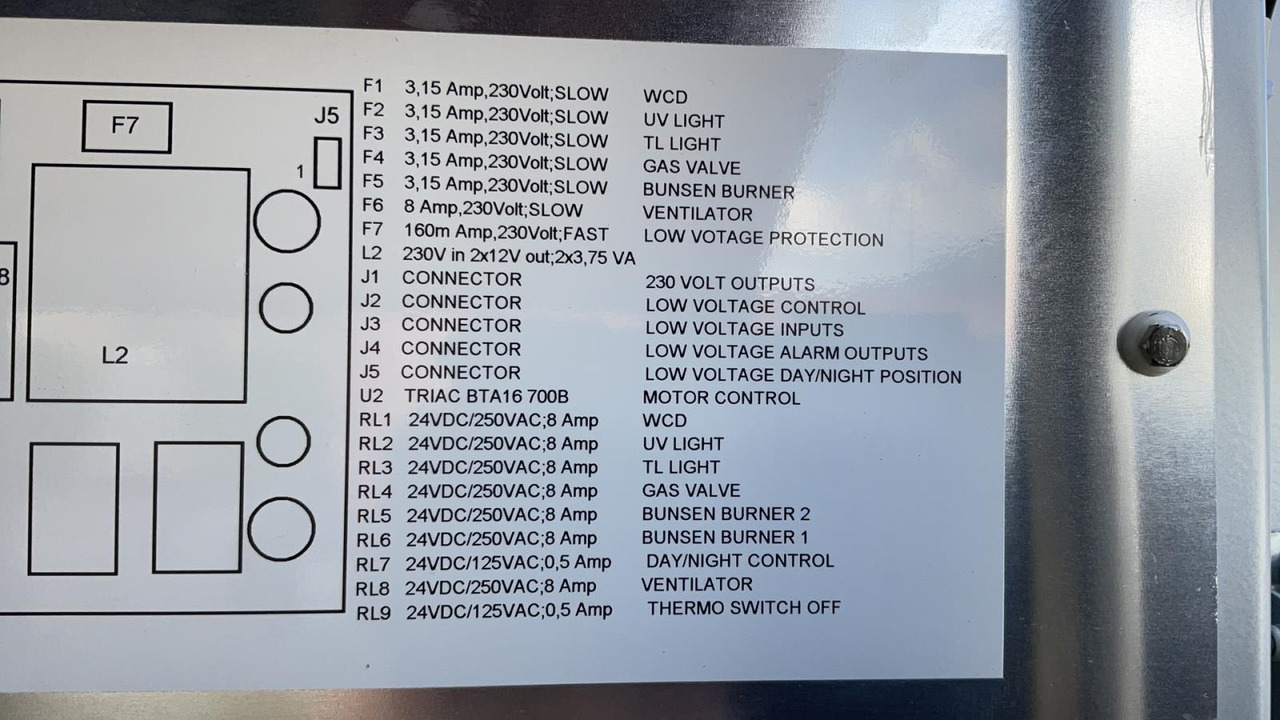 F7
J5
1
8
L2
F1 3,15 Amp,230Volt;SLOW WCD
F2 3,15 Amp,230Volt;SLOW UV LIGHT
F3 3,15 Amp,230Volt;SLOW TL LIGHT
F4 3,15 Amp,230Volt;SLOW GAS VALVE
F5 3,15 Amp,230Volt;SLOW BUNSEN BURNER
F6 8 Amp,230Volt;SLOW VENTILATOR
F7 160m Amp,230Volt;FAST LOW VOTAGE PROTECTION
L2 230V in 2x12V out;2x3,75 VA
J1 CONNECTOR 230 VOLT OUTPUTS
J2 CONNECTOR LOW VOLTAGE CONTROL
J3 CONNECTOR LOW VOLTAGE INPUTS
J4 CONNECTOR LOW VOLTAGE ALARM OUTPUTS
J5 CONNECTOR LOW VOLTAGE DAY/NIGHT POSITION
U2 TRIAC BTA16 700B MOTOR CONTROL
RL1 24VDC/250VAC;8 Amp WCD
RL2 24VDC/250VAC;8 Amp UV LIGHT
RL3 24VDC/250VAC;8 Amp TL LIGHT
RL4 24VDC/250VAC;8 Amp GAS VALVE
RL5 24VDC/250VAC;8 Amp BUNSEN BURNER 2
RL6 24VDC/250VAC;8 Amp BUNSEN BURNER 1
RL7 24VDC/125VAC;0,5 Amp DAY/NIGHT CONTROL
RL8 24VDC/250VAC;8 Amp VENTILATOR
RL9 24VDC/125VAC;0,5 Amp THERMO SWITCH OFF